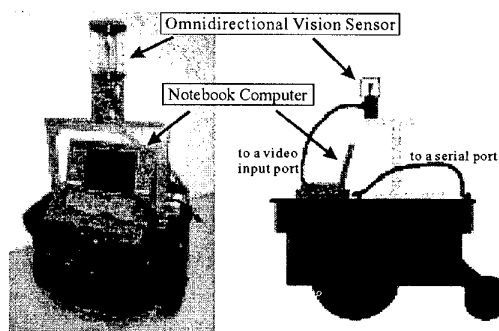 Omnidirectional Vision Sensor
Notebook Computer
to a video
input port
to a serial port